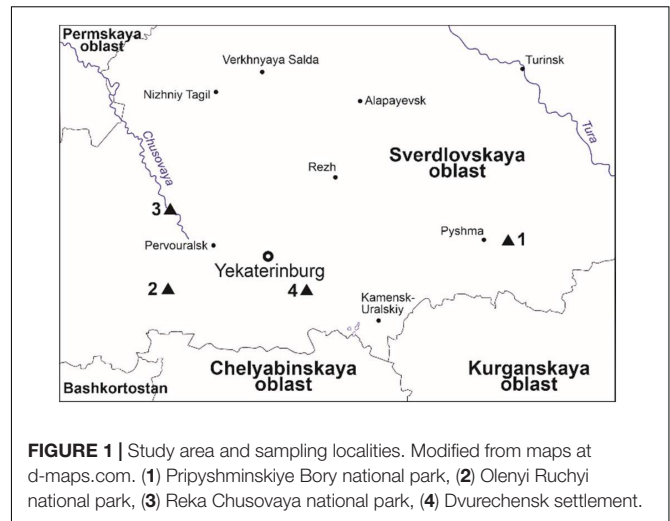 Permskaya
oblast
Verkhnyaya Salda
Turinsk
Nizhniy Tagil
Alapayevsk
Chusovaya
Tura
Rezh
Sverdlovskaya
oblast
3
Pyshma
1
Pervouralsk
Yekaterinburg
2
4
Kamensk-
Uralskiy
Chelyabinskaya
oblast
Kurganskaya
oblast
Bashkortostan
FIGURE 1 | Study area and sampling localities. Modified from maps at
d-maps.com. (1) Pripyshminskiye Bory national park, (2) Olenyi Ruchyi
national park, (3) Reka Chusovaya national park, (4) Dvurechensk settlement.